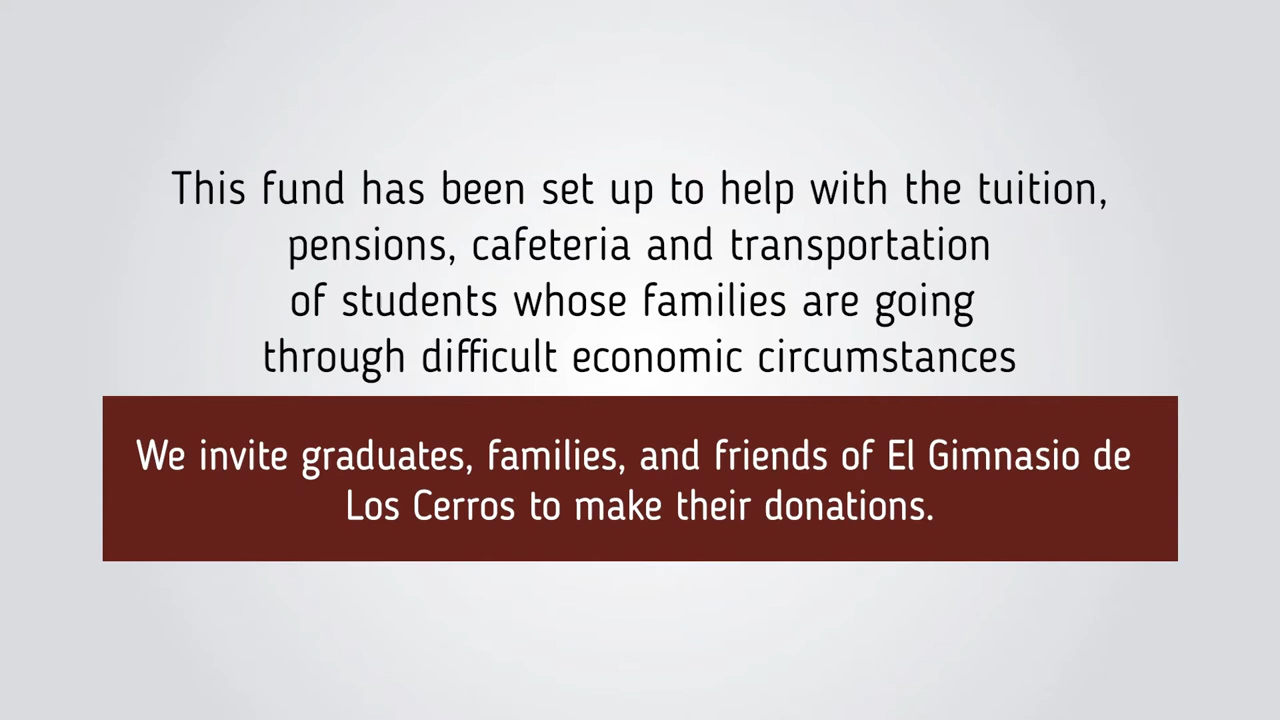 This fund has been set up to help with the tuition,
pensions, cafeteria and transportation
of students whose families are going
through difficult economic circumstances
We invite graduates, families, and friends of El Gimnasio de
Los Cerros to make their donations.